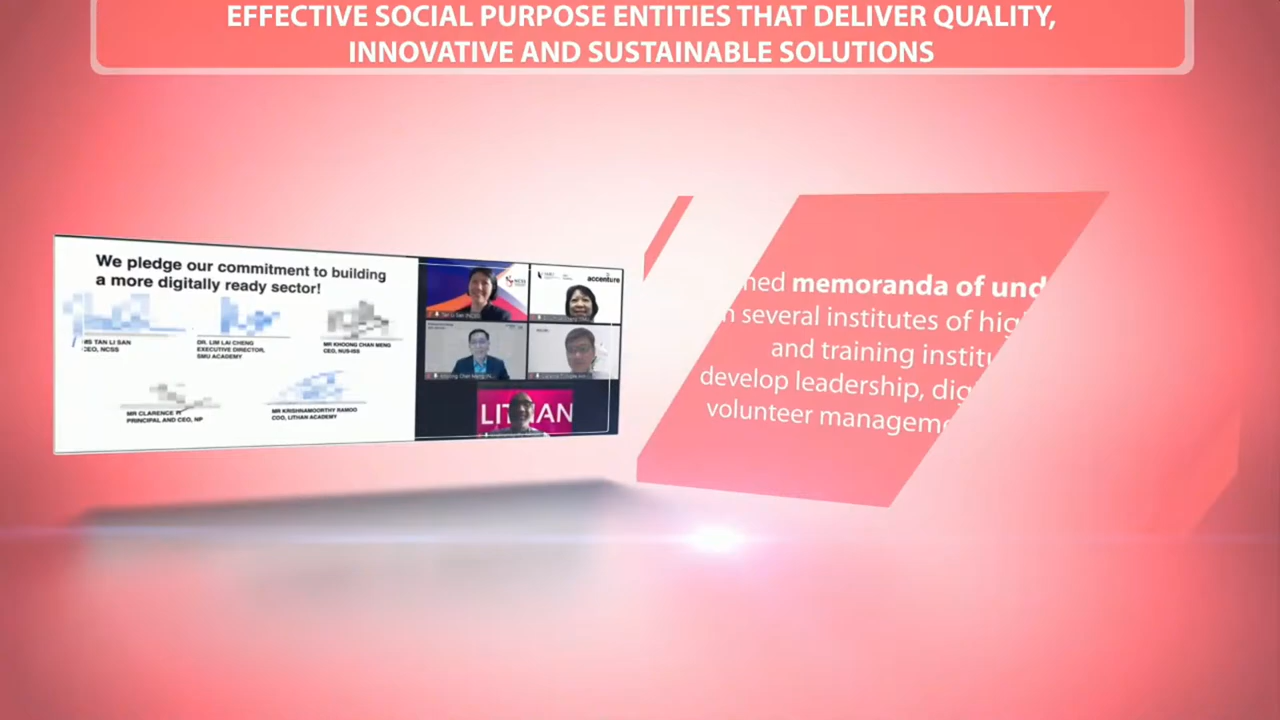 EFFECTIVE SOCIAL PURPOSE ENTITIES THAT DELIVER QUALITY,
INNOVATIVE AND SUSTAINABLE SOLUTIONS
We pledge our commitment to building
a more digitally ready sector!
MS TAN LI SAN
CEO, NCSS
DR. LIM LAI CHENG
EXECUTIVE DIRECTOR,
SMU ACADEMY
MR KHOONG CHAN MENG
CEO, NUS-ISS
MR CLARENCE
PRINCIPAL AND CEO, NP
MR KRISHNAMOORTHY RAMOO
COO, LITHAN ACADEMY
accenture
LITHAN
ned memoranda of und
several institutes of hig
and training institu
develop leadership, dig
volunteer manageme